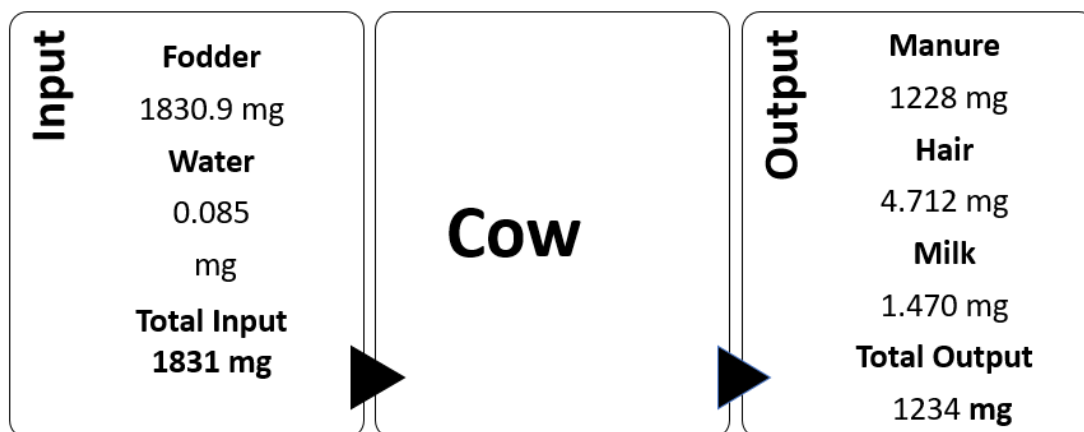 Input
Fodder
1830.9 mg
Water
0.085
mg
Total Input
1831 mg
Cow
Output
Manure
1228 mg
Hair
4.712 mg
Milk
1.470 mg
Total Output
1234 mg